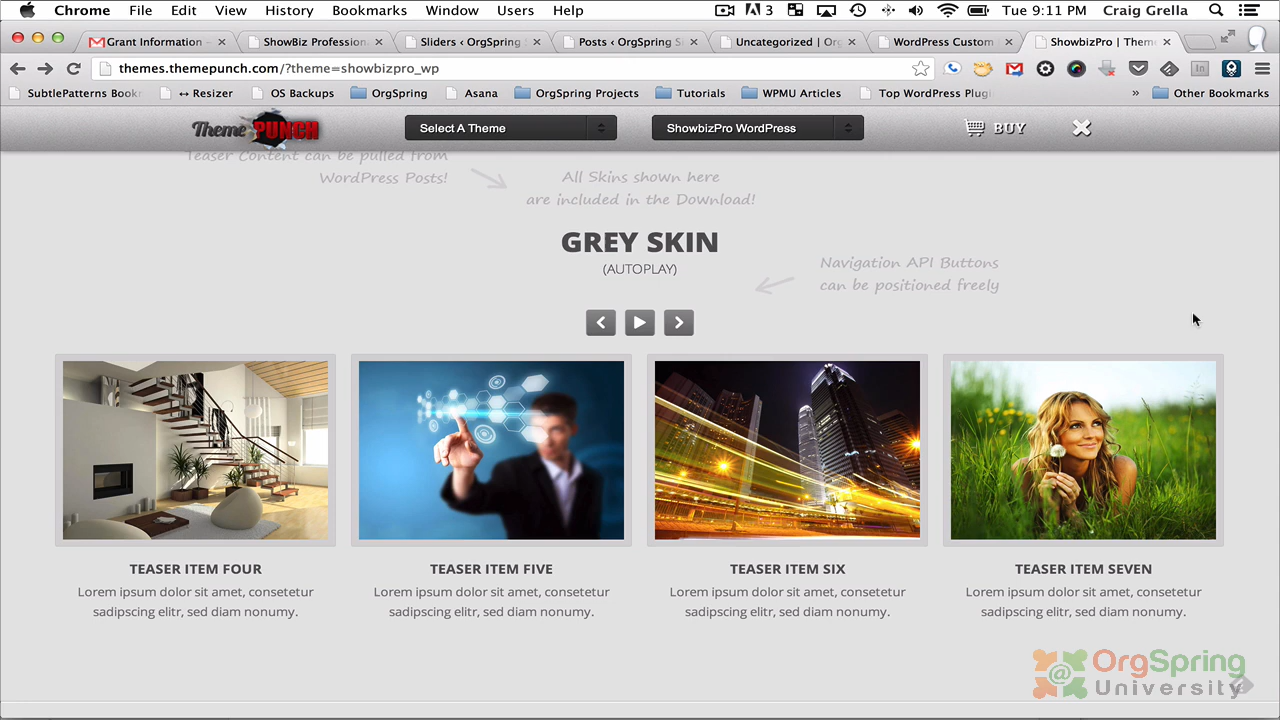 Chrome File Edit View History Bookmarks Window Users Help 3 Tue 9:11 PM Craig Grella
Grant Information – × ShowBiz Profession × Sliders ‹ OrgSpring × Posts ‹ OrgSpring S × Uncategorized | Org × WordPress Custom × ShowbizPro | Theme ×
themes.themepunch.com/?theme=showbizpro_wp
SubtlePatterns Book ↔ Resizer OS Backups OrgSpring Asana OrgSpring Projects Tutorials WPMU Articles Top WordPress Plugi » Other Bookmarks
Theme PUNCH Select A Theme ShowbizPro WordPress BUY
Teaser Content can be pulled from
WordPress Posts!
All Skins shown here
are included in the Download!
GREY SKIN
(AUTOPLAY)
Navigation API Buttons
can be positioned freely
TEASER ITEM FOUR
Lorem ipsum dolor sit amet, consetetur
sadipscing elitr, sed diam nonumy.
TEASER ITEM FIVE
Lorem ipsum dolor sit amet, consetetur
sadipscing elitr, sed diam nonumy.
TEASER ITEM SIX
Lorem ipsum dolor sit amet, consetetur
sadipscing elitr, sed diam nonumy.
TEASER ITEM SEVEN
Lorem ipsum dolor sit amet, consetetur
sadipscing elitr, sed diam nonumy.
@ OrgSpring
University